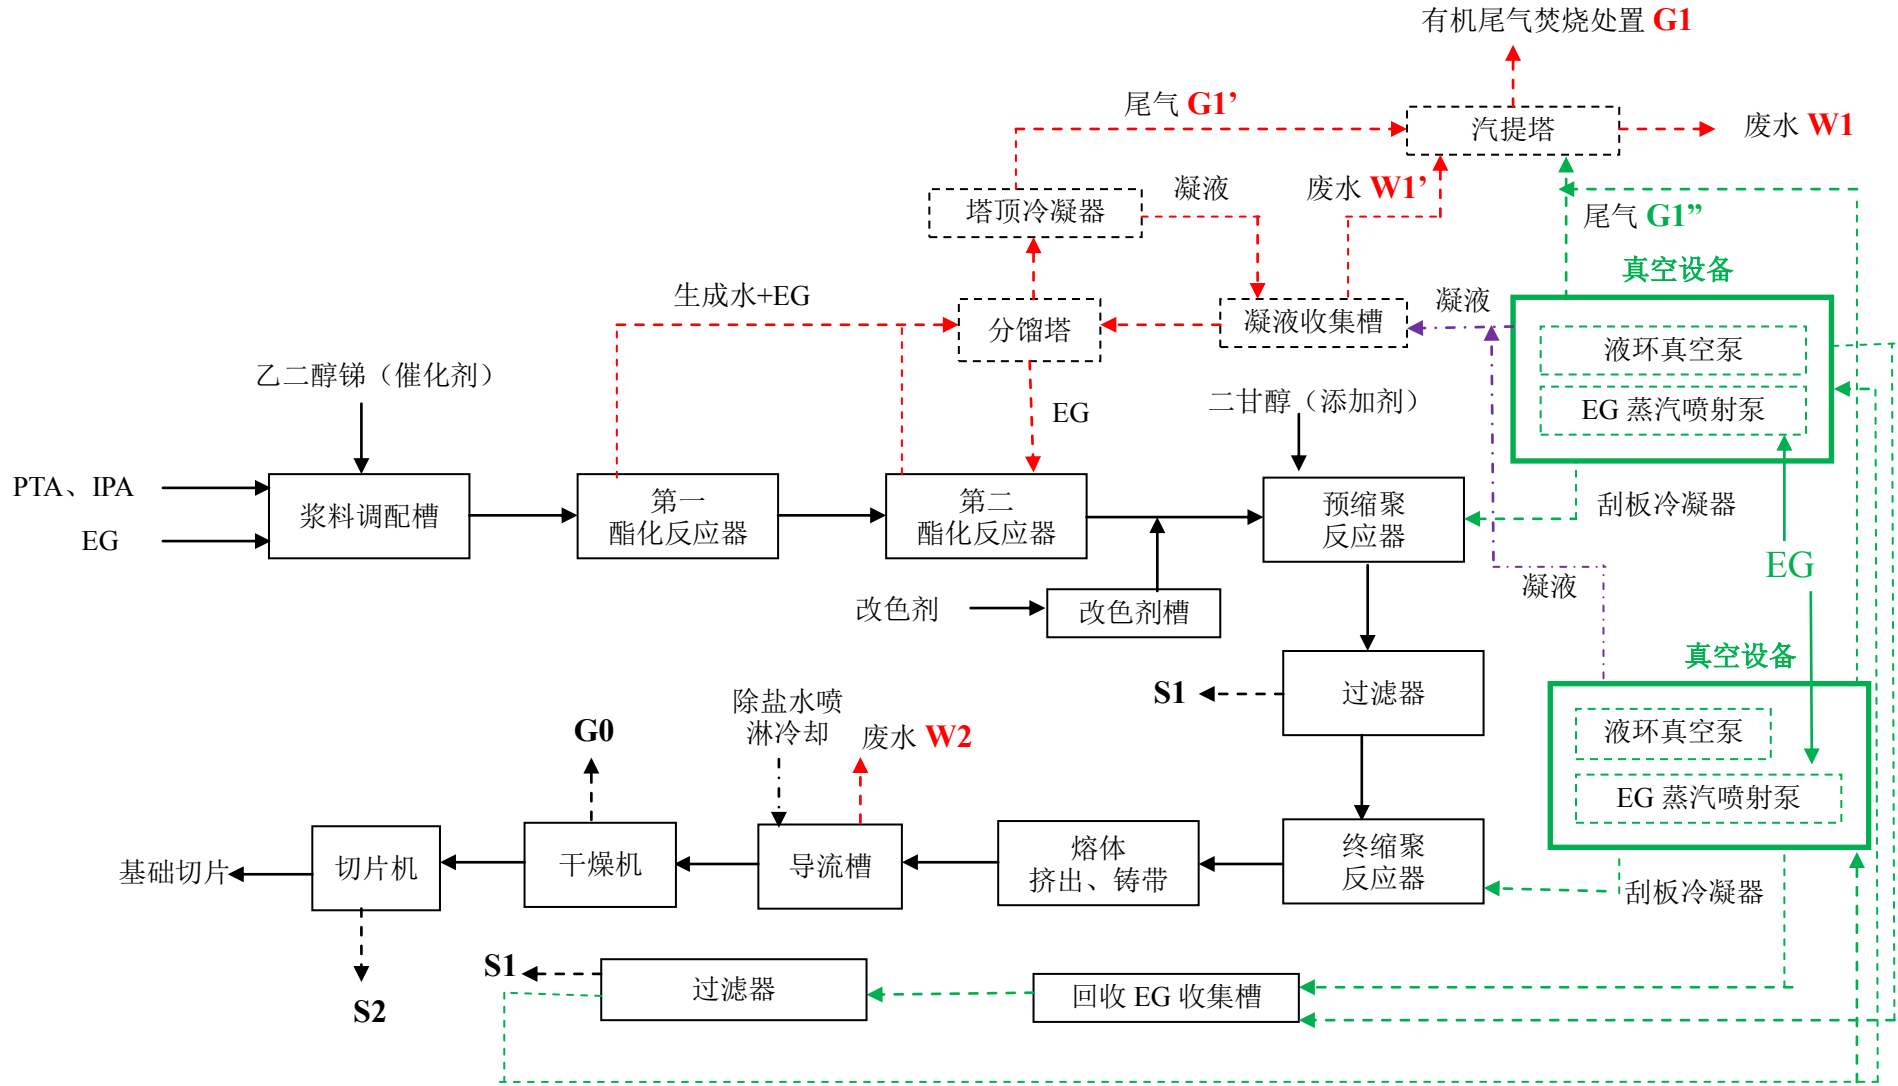 有机尾气焚烧处置 G1
尾气 G1’
汽提塔
废水 W1
塔顶冷凝器
凝液
废水 W1’
尾气 G1”
真空设备
生成水+EG
分馏塔
凝液收集槽
凝液
液环真空泵
EG 蒸汽喷射泵
乙二醇锑（催化剂）
EG
二甘醇（添加剂）
PTA、IPA
EG
浆料调配槽
第一
酯化反应器
第二
酯化反应器
预缩聚
反应器
刮板冷凝器
EG
凝液
改色剂
改色剂槽
真空设备
S1
过滤器
液环真空泵
EG 蒸汽喷射泵
除盐水喷
淋冷却
废水 W2
G0
基础切片
切片机
干燥机
导流槽
熔体
挤出、铸带
终缩聚
反应器
刮板冷凝器
S2
S1
过滤器
回收 EG 收集槽